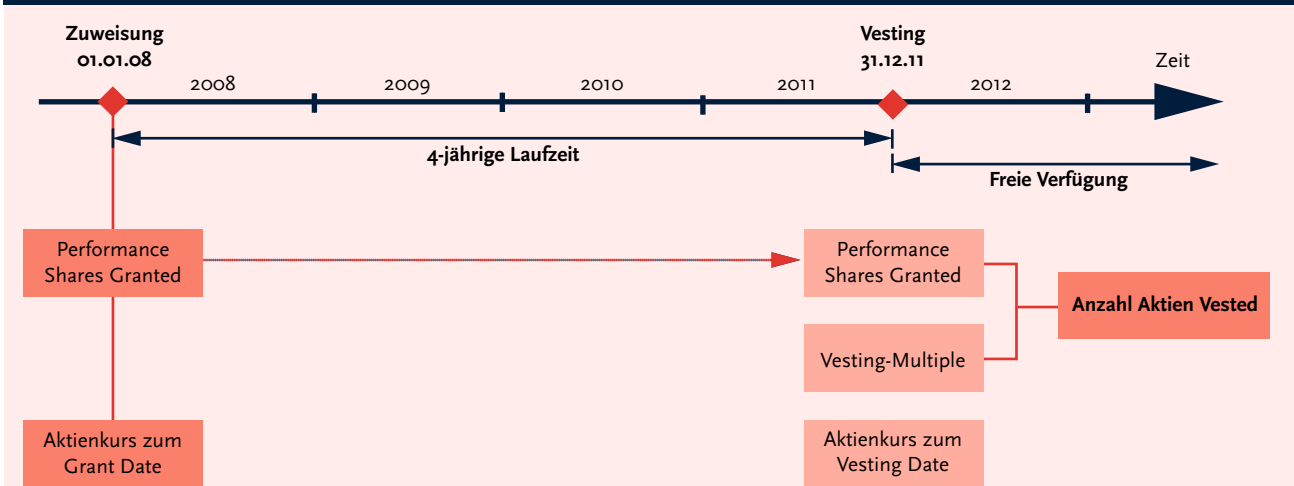 Zuweisung
01.01.08
Vesting
31.12.11
Zeit
2008
2009
2010
2011
2012
4-jährige Laufzeit
Freie Verfügung
Performance
Shares Granted
Performance
Shares Granted
Anzahl Aktien Vested
Vesting-Multiple
Aktienkurs zum
Grant Date
Aktienkurs zum
Vesting Date